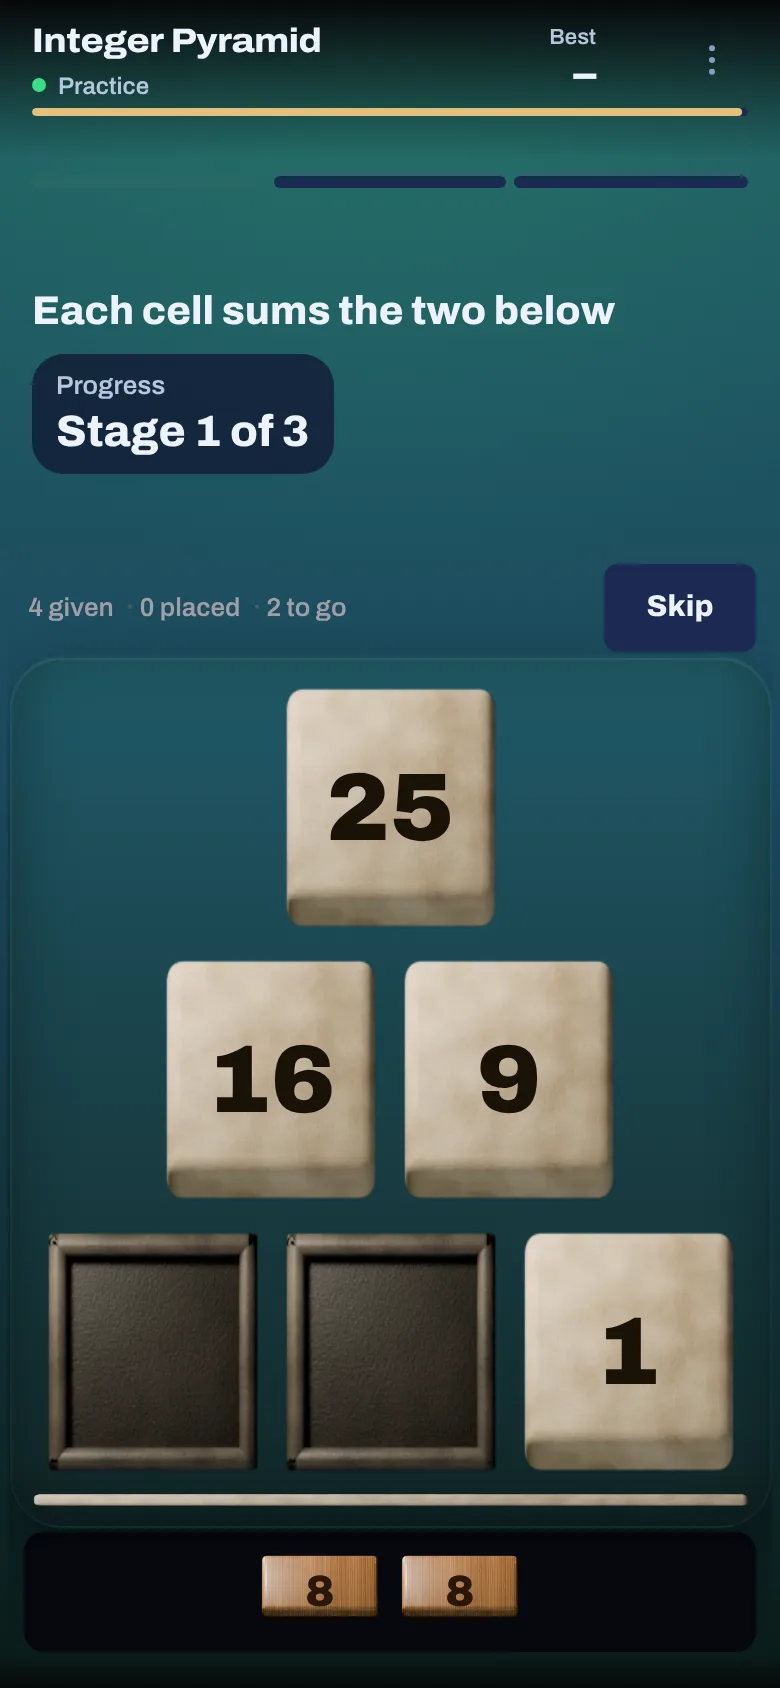 Integer Pyramid
Best
Practice
–
Each cell sums the two below
Progress
Stage 1 of 3
4 given · 0 placed · 2 to go
Skip
25
16 9
1
8 8